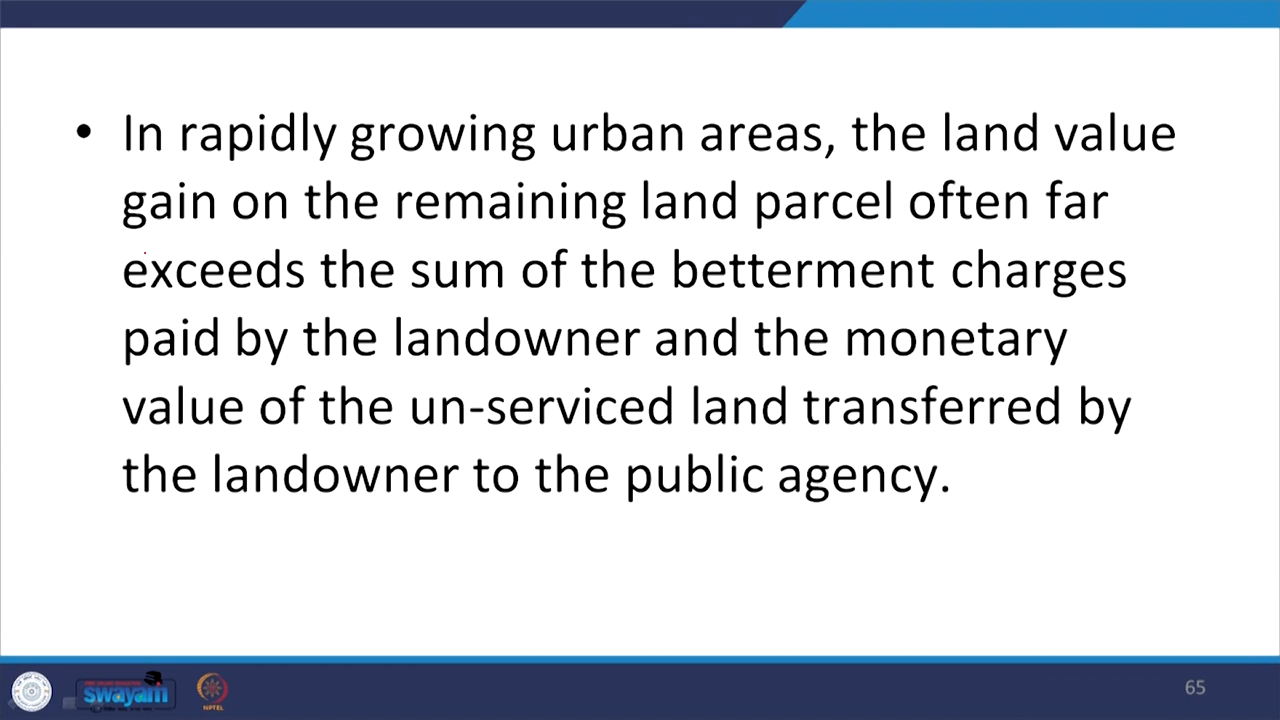 • In rapidly growing urban areas, the land value
gain on the remaining land parcel often far
exceeds the sum of the betterment charges
paid by the landowner and the monetary
value of the un-serviced land transferred by
the landowner to the public agency.
swayam
NPTEL
65